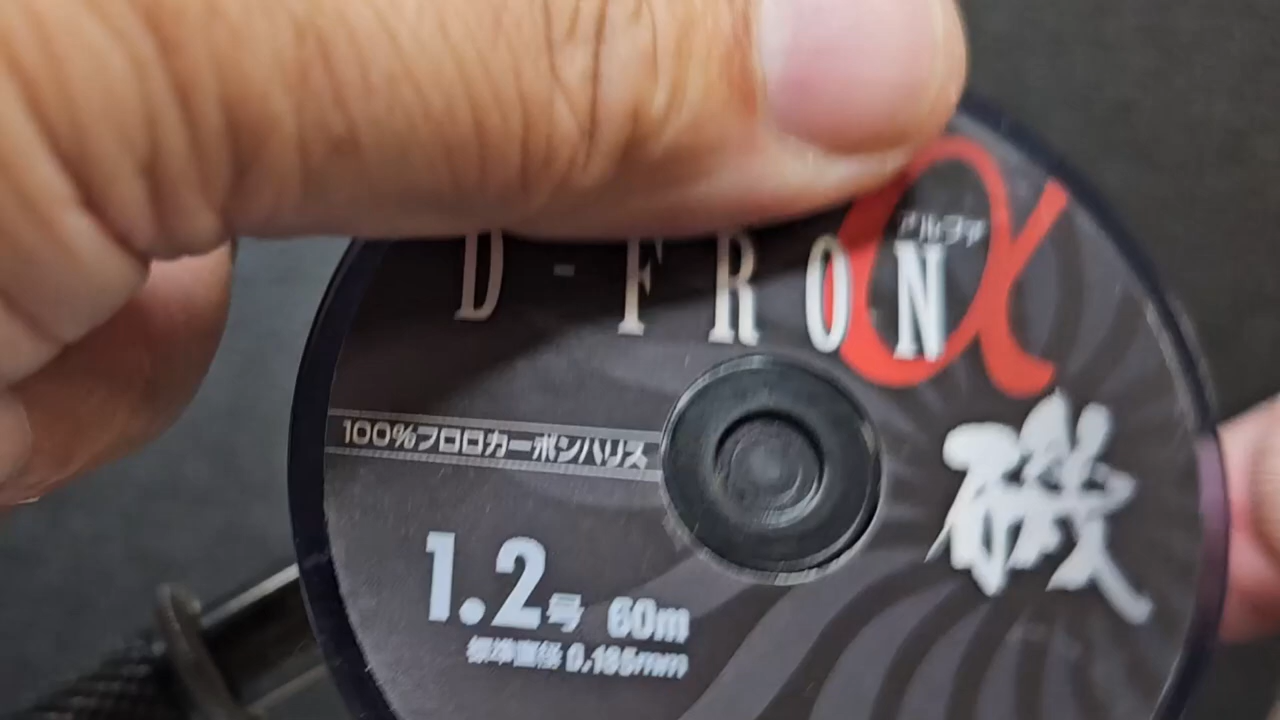 D-FRON α
アルファ
磯
100%フロロカーボンハリス
1.2号 60m
標準直径 0.185mm